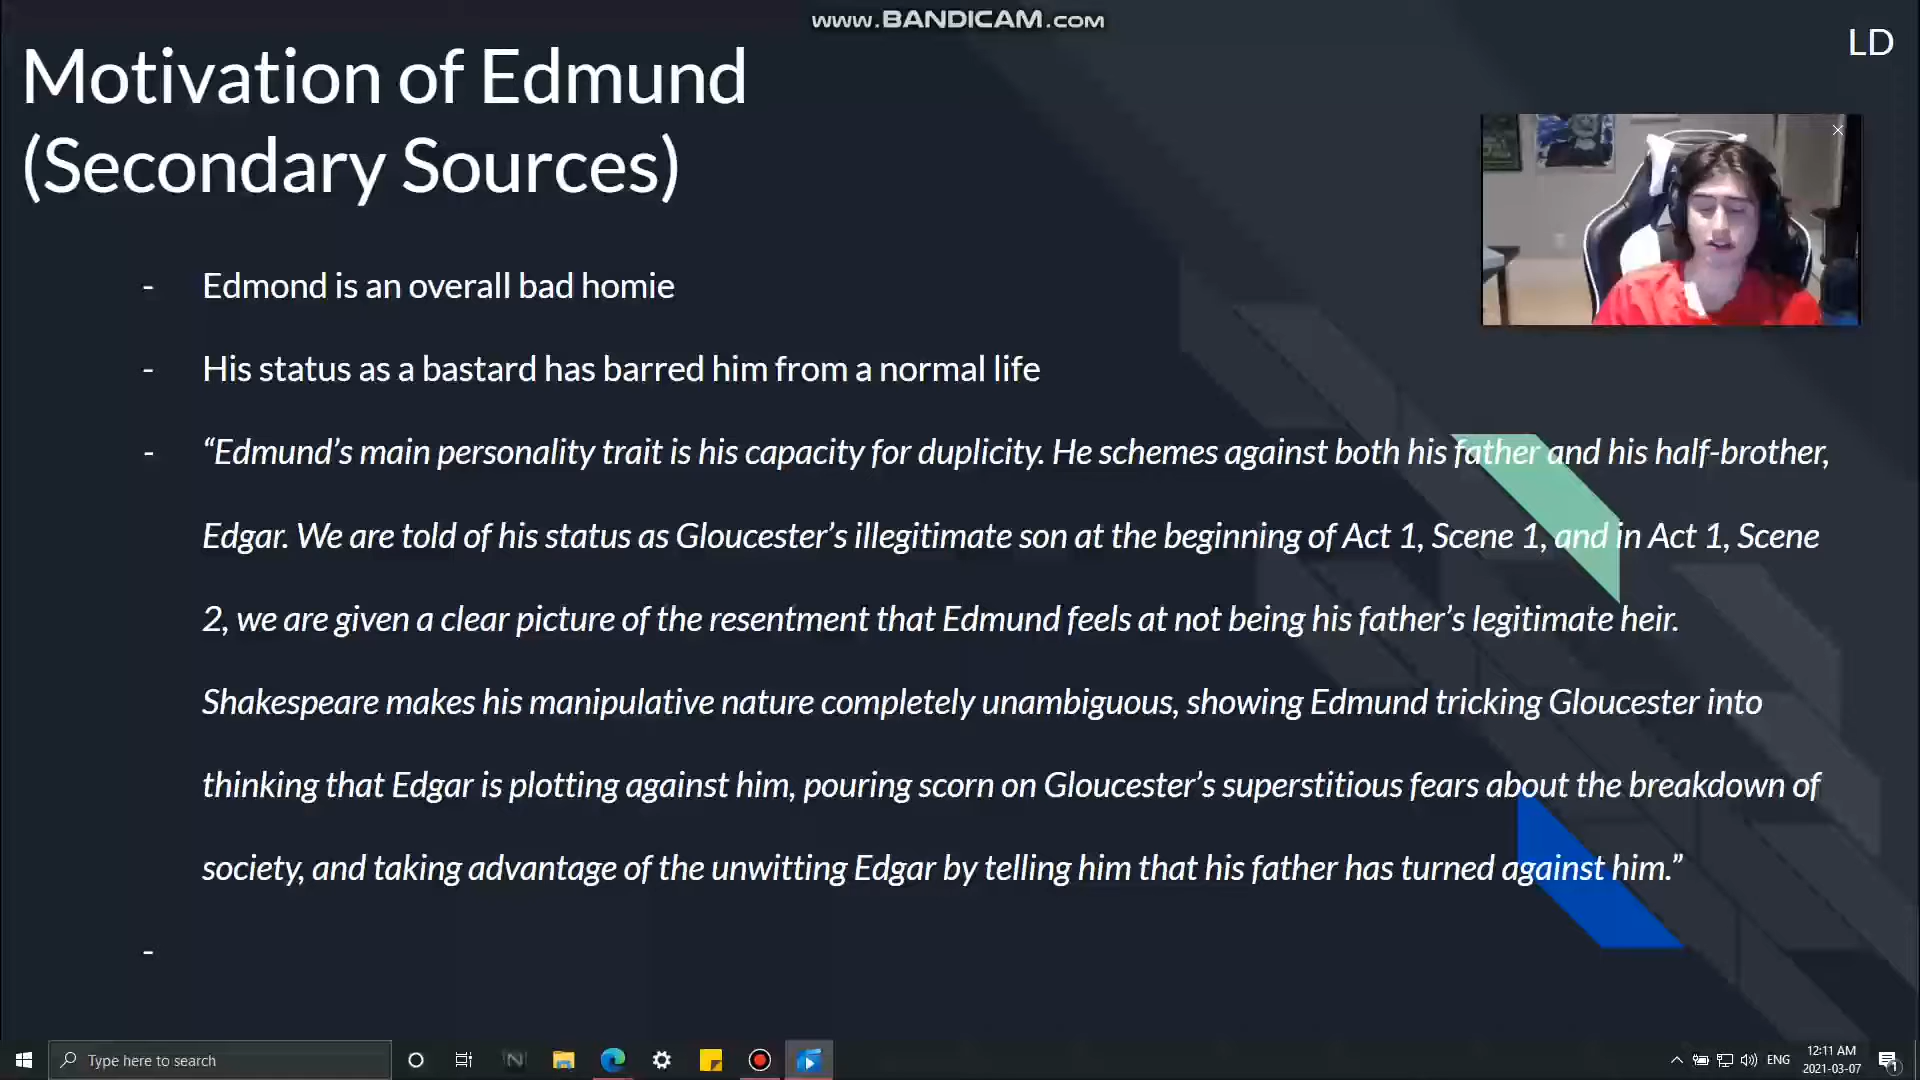 www.BANDICAM.com
LD
Motivation of Edmund
(Secondary Sources)
- Edmond is an overall bad homie
- His status as a bastard has barred him from a normal life
- “Edmund’s main personality trait is his capacity for duplicity. He schemes against both his father and his half-brother,
Edgar. We are told of his status as Gloucester’s illegitimate son at the beginning of Act 1, Scene 1, and in Act 1, Scene
2, we are given a clear picture of the resentment that Edmund feels at not being his father’s legitimate heir.
Shakespeare makes his manipulative nature completely unambiguous, showing Edmund tricking Gloucester into
thinking that Edgar is plotting against him, pouring scorn on Gloucester’s superstitious fears about the breakdown of
society, and taking advantage of the unwitting Edgar by telling him that his father has turned against him.”
-
Type here to search
ENG
12:11 AM
2021-03-07
1